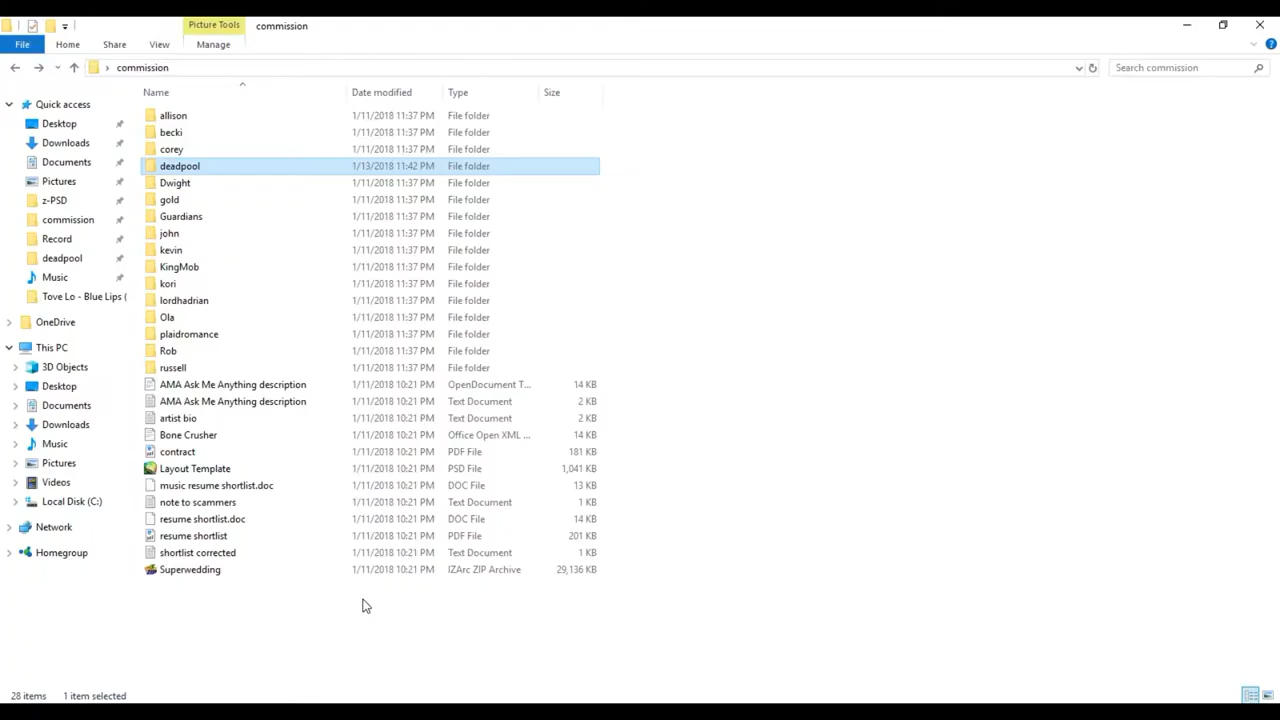 Picture Tools commission
File Home Share View Manage
commission Search commission
Name Date modified Type Size
Quick access
Desktop
Downloads
Documents
Pictures
z-PSD
commission
Record
deadpool
Music
Tove Lo - Blue Lips (
OneDrive
This PC
3D Objects
Desktop
Documents
Downloads
Music
Pictures
Videos
Local Disk (C:)
Network
Homegroup
allison 1/11/2018 11:37 PM File folder
becki 1/11/2018 11:37 PM File folder
corey 1/11/2018 11:37 PM File folder
deadpool 1/13/2018 11:42 PM File folder
Dwight 1/11/2018 11:37 PM File folder
gold 1/11/2018 11:37 PM File folder
Guardians 1/11/2018 11:37 PM File folder
john 1/11/2018 11:37 PM File folder
kevin 1/11/2018 11:37 PM File folder
KingMob 1/11/2018 11:37 PM File folder
kori 1/11/2018 11:37 PM File folder
lordhadrian 1/11/2018 11:37 PM File folder
Ola 1/11/2018 11:37 PM File folder
plaidromance 1/11/2018 11:37 PM File folder
Rob 1/11/2018 11:37 PM File folder
russell 1/11/2018 11:37 PM File folder
AMA Ask Me Anything description 1/11/2018 10:21 PM OpenDocument T... 14 KB
AMA Ask Me Anything description 1/11/2018 10:21 PM Text Document 2 KB
artist bio 1/11/2018 10:21 PM Text Document 2 KB
Bone Crusher 1/11/2018 10:21 PM Office Open XML ... 14 KB
contract 1/11/2018 10:21 PM PDF File 181 KB
Layout Template 1/11/2018 10:21 PM PSD File 1,041 KB
music resume shortlist.doc 1/11/2018 10:21 PM DOC File 13 KB
note to scammers 1/11/2018 10:21 PM Text Document 1 KB
resume shortlist.doc 1/11/2018 10:21 PM DOC File 14 KB
resume shortlist 1/11/2018 10:21 PM PDF File 201 KB
shortlist corrected 1/11/2018 10:21 PM Text Document 1 KB
Superwedding 1/11/2018 10:21 PM IZArc ZIP Archive 29,136 KB
28 items 1 item selected